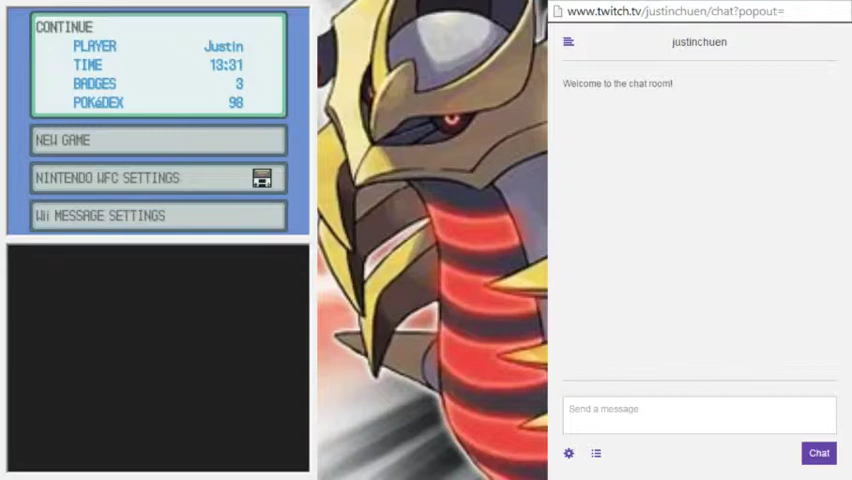 CONTINUE
PLAYER Justin
TIME 13:31
BADGES 3
POKéDEX 98
NEW GAME
NINTENDO WFC SETTINGS
Wii MESSAGE SETTINGS
www.twitch.tv/justinchuen/chat?popout=
justinchuen
Welcome to the chat room!
Send a message
Chat